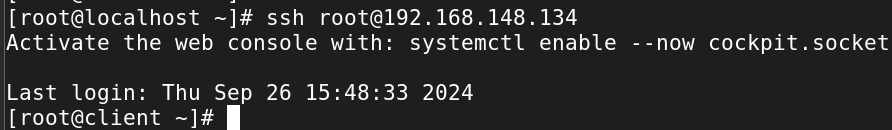 [root@localhost ~]# ssh root@192.168.148.134
Activate the web console with: systemctl enable --now cockpit.socket

Last login: Thu Sep 26 15:48:33 2024
[root@client ~]#